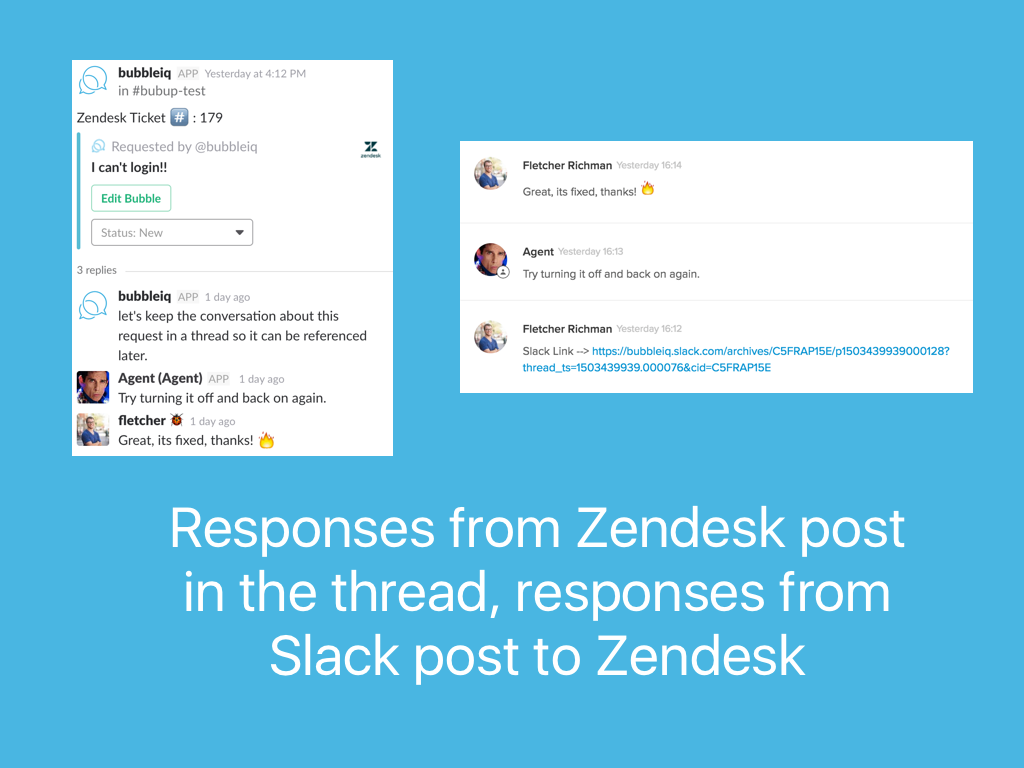 bubbleiq APP Yesterday at 4:12 PM
in #bubup-test
Zendesk Ticket #️⃣ : 179
Requested by @bubbleiq
zendesk
I can't login!!
Edit Bubble
Status: New
3 replies
bubbleiq APP 1 day ago
let's keep the conversation about this
request in a thread so it can be referenced
later.
Agent (Agent) APP 1 day ago
Try turning it off and back on again.
fletcher 🐞 1 day ago
Great, its fixed, thanks! 🔥
Fletcher Richman Yesterday 16:14
Great, its fixed, thanks! 🔥
Agent Yesterday 16:13
Try turning it off and back on again.
Fletcher Richman Yesterday 16:12
Slack Link --> https://bubbleiq.slack.com/archives/C5FRAP15E/p1503439939000128?
thread_ts=1503439939.000076&cid=C5FRAP15E
Responses from Zendesk post
in the thread, responses from
Slack post to Zendesk